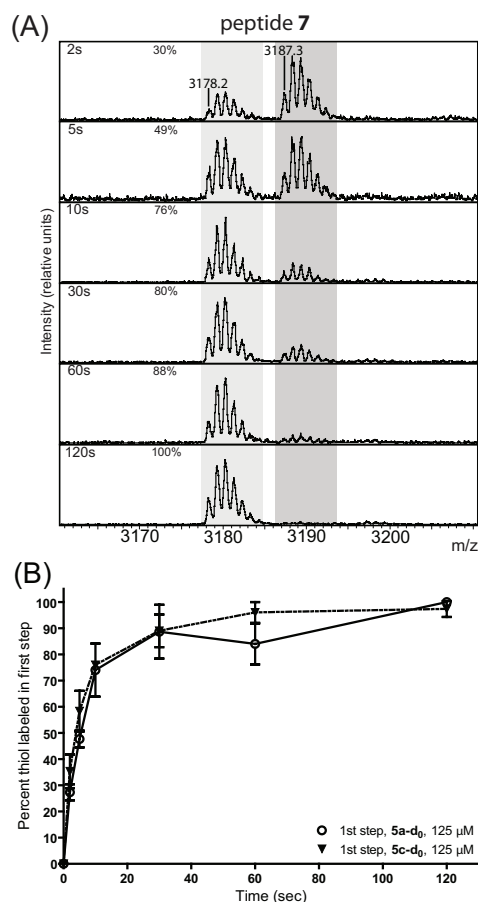 (A)
peptide 7
2s 30% 3178.2 3187.3
5s 49%
10s 76%
30s 80%
60s 88%
120s 100%
Intensity (relative units)
3170 3180 3190 3200 m/z
(B)
100
90
80
70
60
50
40
30
20
10
0
Percent thiol labeled in first step
1st step, 5a-d₀, 125 µM
1st step, 5c-d₀, 125 µM
0 20 40 60 80 100 120
Time (sec)